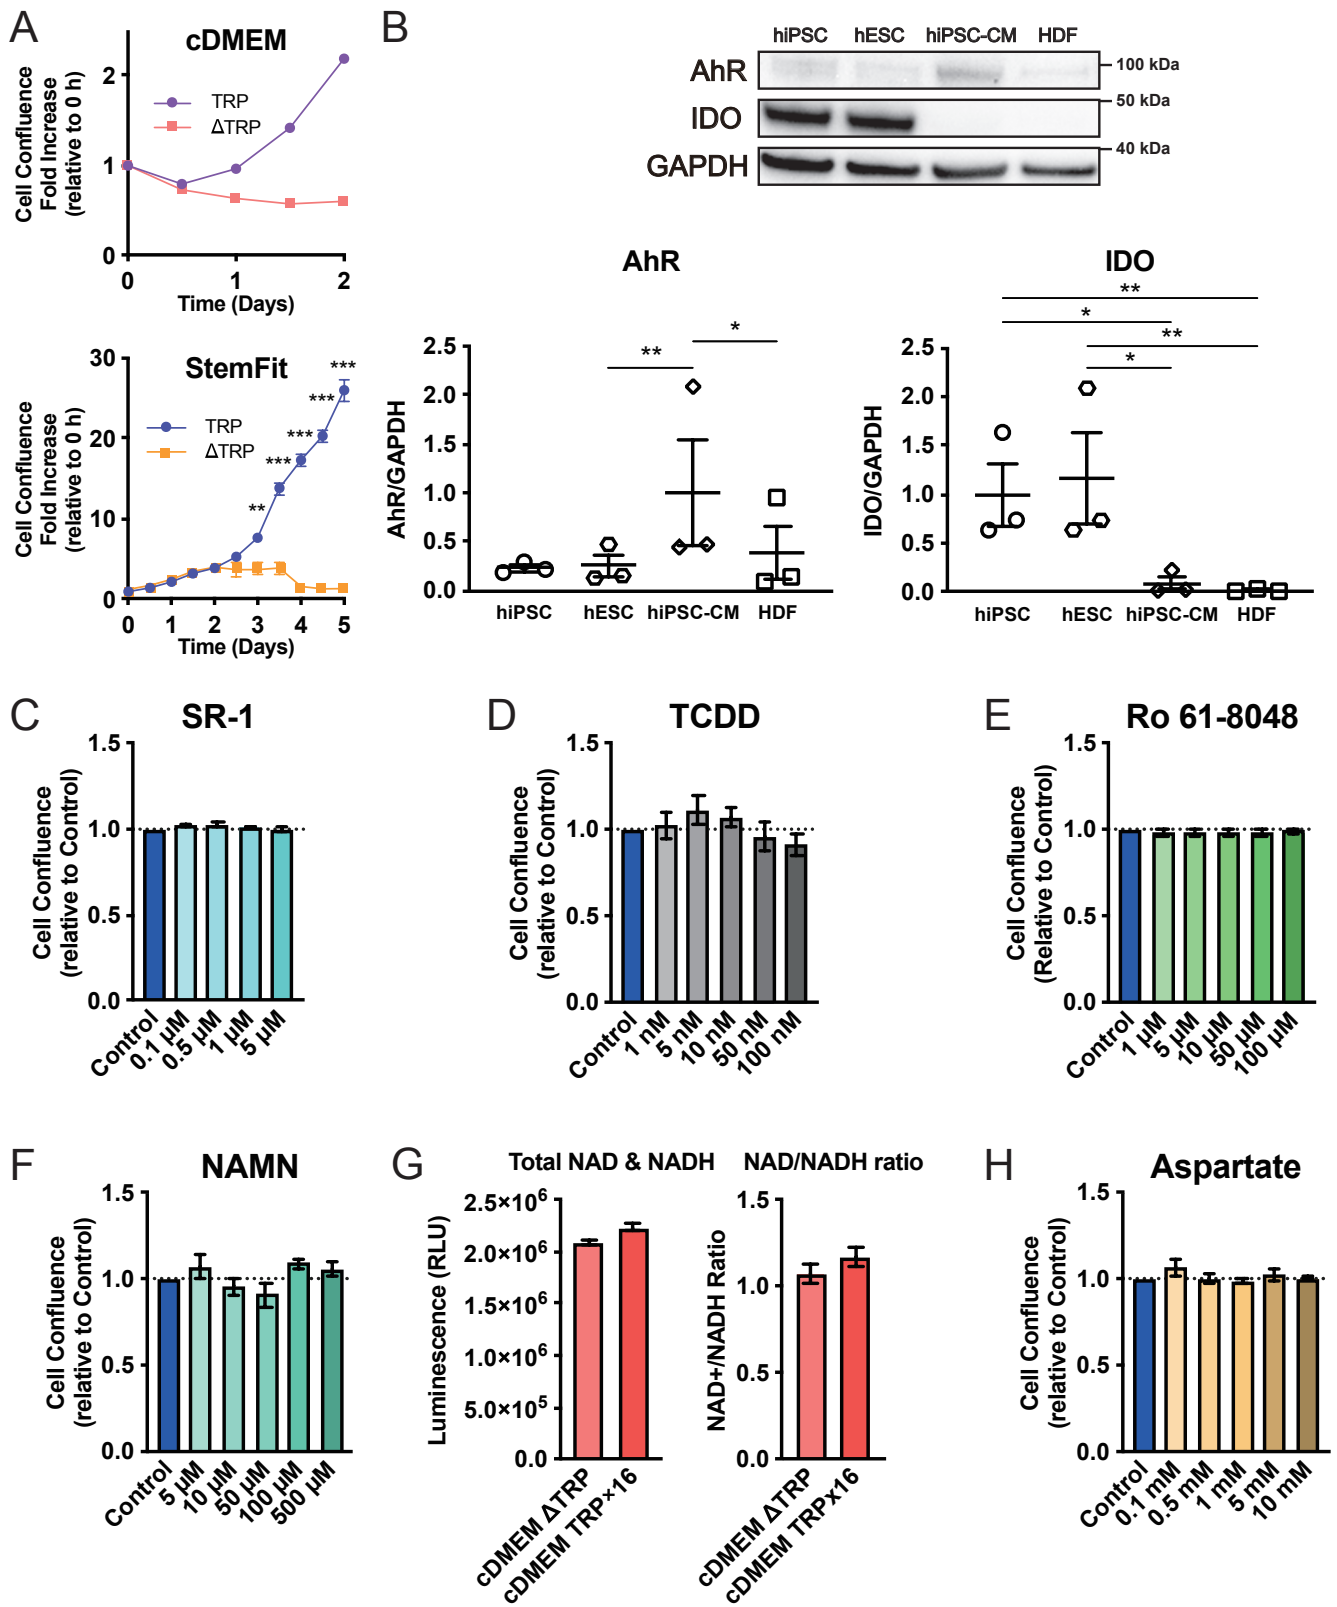 A
cDMEM
Cell Confluence
Fold Increase
(relative to 0 h)
2
1
0
TRP
ΔTRP
0 1 2
Time (Days)
StemFit
Cell Confluence
Fold Increase
(relative to 0 h)
30
20
10
0
TRP
ΔTRP
**
***
***
***
***
0 1 2 3 4 5
Time (Days)
B
hiPSC hESC hiPSC-CM HDF
AhR
100 kDa
IDO
50 kDa
GAPDH
40 kDa
AhR
AhR/GAPDH
2.5
2.0
1.5
1.0
0.5
0.0
**
*
hiPSC hESC hiPSC-CM HDF
IDO
IDO/GAPDH
2.5
2.0
1.5
1.0
0.5
0.0
**
*
**
*
hiPSC hESC hiPSC-CM HDF
C
SR-1
Cell Confluence
(relative to Control)
1.5
1.0
0.5
0.0
Control
0.1 µM
0.5 µM
1 µM
5 µM
D
TCDD
Cell Confluence
(relative to Control)
1.5
1.0
0.5
0.0
Control
1 nM
5 nM
10 nM
50 nM
100 nM
E
Ro 61-8048
Cell Confluence
(Relative to Control)
1.5
1.0
0.5
0.0
Control
1 µM
5 µM
10 µM
50 µM
100 µM
F
NAMN
Cell Confluence
(relative to Control)
1.5
1.0
0.5
0.0
Control
5 µM
10 µM
50 µM
100 µM
500 µM
G
Total NAD & NADH
Luminescence (RLU)
2.5×10⁶
2.0×10⁶
1.5×10⁶
1.0×10⁶
5.0×10⁵
0.0
cDMEM ΔTRP
cDMEM TRP×16
NAD/NADH ratio
NAD+/NADH Ratio
1.5
1.0
0.5
0.0
cDMEM ΔTRP
cDMEM TRPx16
H
Aspartate
Cell Confluence
(relative to Control)
1.5
1.0
0.5
0.0
Control
0.1 mM
0.5 mM
1 mM
5 mM
10 mM